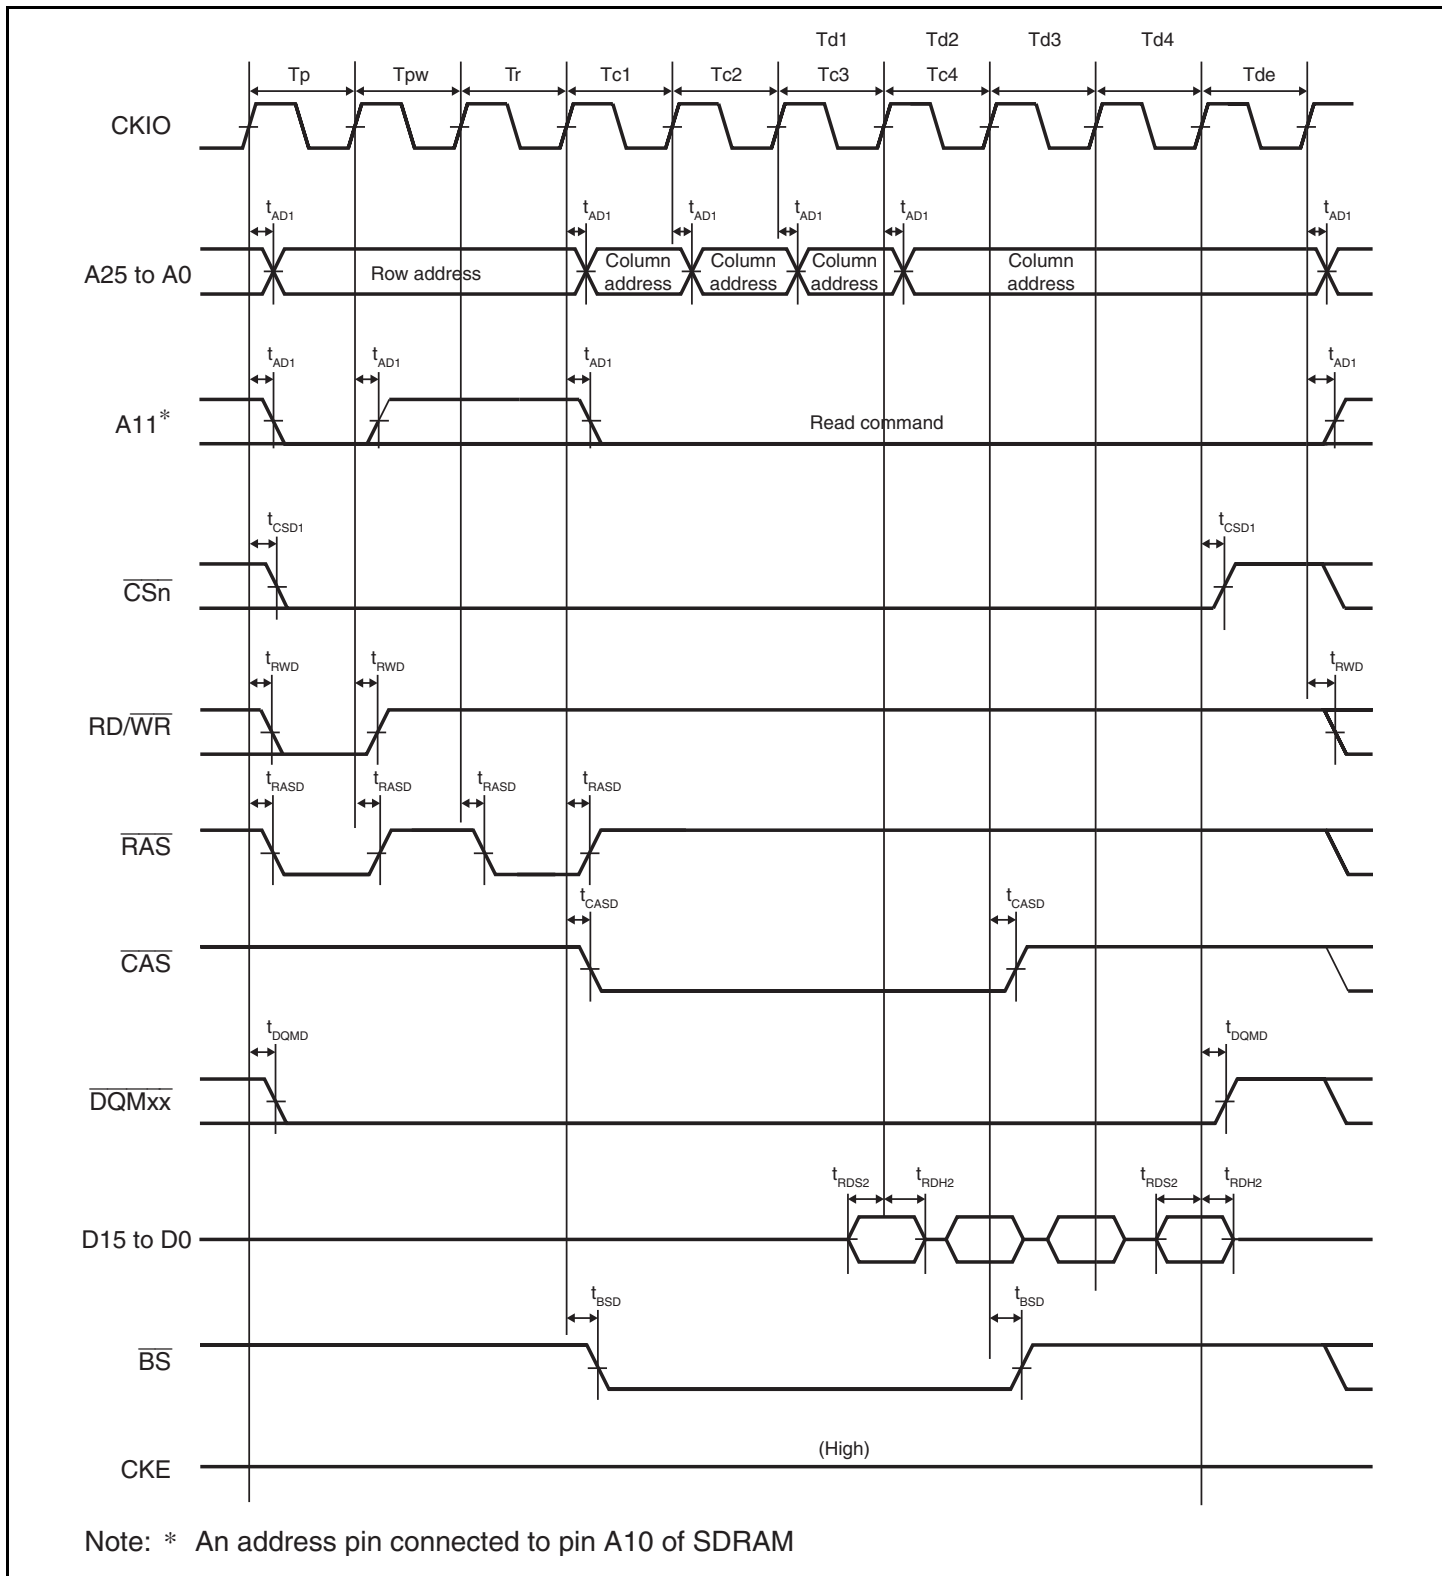 Td1 Td2 Td3 Td4
Tp Tpw Tr Tc1 Tc2 Tc3 Tc4 Tde
CKIO
tAD1 tAD1 tAD1 tAD1 tAD1 tAD1
A25 to A0 Row address Column address Column address Column address Column address
tAD1 tAD1 tAD1 tAD1
A11* Read command
tCSD1 tCSD1
CSn
tRWD tRWD tRWD
RD/WR
tRASD tRASD tRASD tRASD
RAS
tCASD tCASD
CAS
tDQMD tDQMD
DQMxx
tRDS2 tRDH2 tRDS2 tRDH2
D15 to D0
tBSD tBSD
BS
(High)
CKE
Note: * An address pin connected to pin A10 of SDRAM